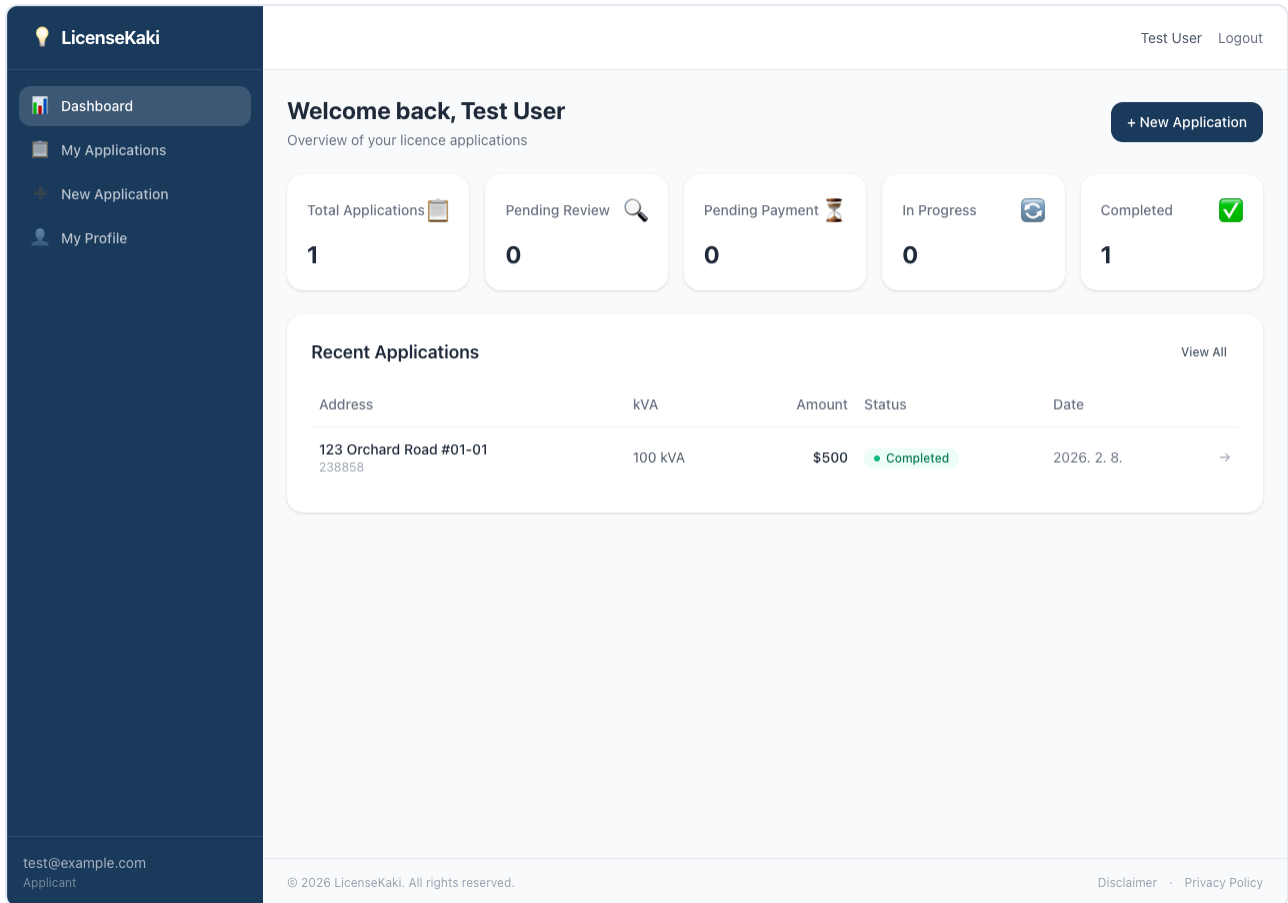 LicenseKaki
Test User Logout
Dashboard
My Applications
New Application
My Profile
Welcome back, Test User
Overview of your licence applications
+ New Application
Total Applications
1
Pending Review
0
Pending Payment
0
In Progress
0
Completed
1
Recent Applications
View All
Address kVA Amount Status Date
123 Orchard Road #01-01
238858
100 kVA $500 Completed 2026. 2. 8. →
test@example.com
Applicant
© 2026 LicenseKaki. All rights reserved.
Disclaimer · Privacy Policy